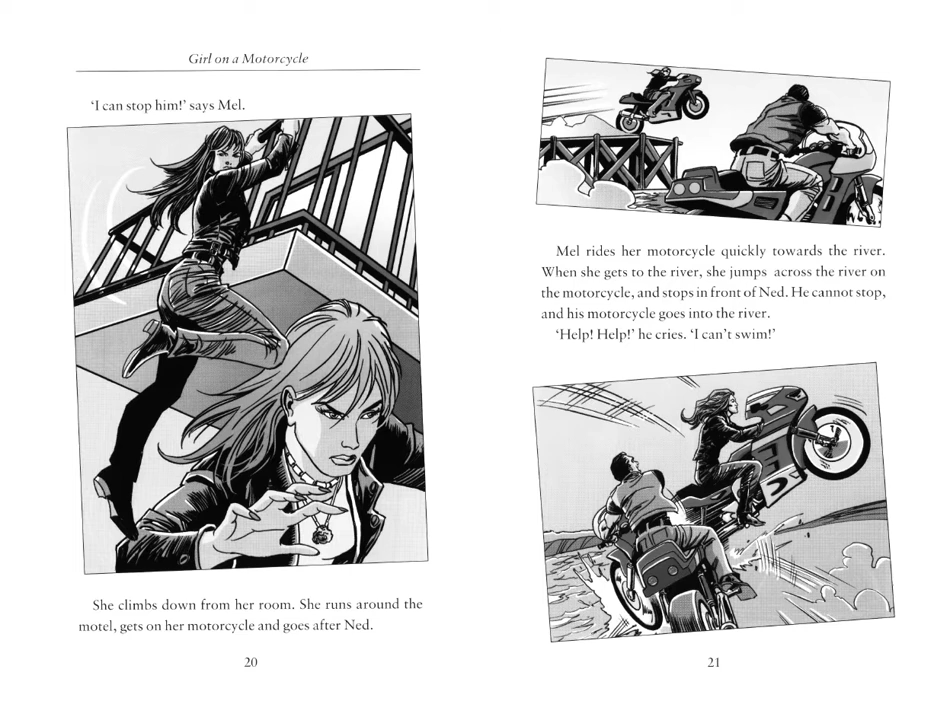 Girl on a Motorcycle
‘I can stop him!’ says Mel.
She climbs down from her room. She runs around the
motel, gets on her motorcycle and goes after Ned.
20
Mel rides her motorcycle quickly towards the river.
When she gets to the river, she jumps across the river on
the motorcycle, and stops in front of Ned. He cannot stop,
and his motorcycle goes into the river.
‘Help! Help!’ he cries. ‘I can’t swim!’
21